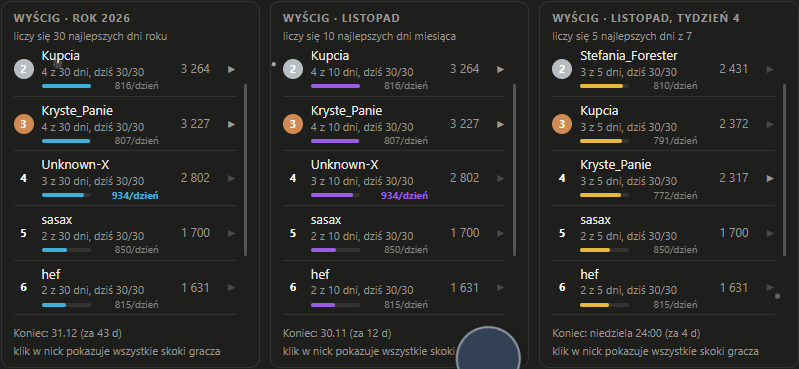 WYŚCIG · ROK 2026
liczy się 30 najlepszych dni roku
2 Kupcia 3 264 ▶
4 z 30 dni, dziś 30/30
816/dzień
3 Kryste_Panie 3 227 ▶
4 z 30 dni, dziś 30/30
807/dzień
4 Unknown-X 2 802 ▶
3 z 30 dni, dziś 30/30
934/dzień
5 sasax 1 700 ▶
2 z 30 dni, dziś 30/30
850/dzień
6 hef 1 631 ▶
2 z 30 dni, dziś 30/30
815/dzień
Koniec: 31.12 (za 43 d)
klik w nick pokazuje wszystkie skoki gracza
WYŚCIG · LISTOPAD
liczy się 10 najlepszych dni miesiąca
2 Kupcia 3 264 ▶
4 z 10 dni, dziś 30/30
816/dzień
3 Kryste_Panie 3 227 ▶
4 z 10 dni, dziś 30/30
807/dzień
4 Unknown-X 2 802 ▶
3 z 10 dni, dziś 30/30
934/dzień
5 sasax 1 700 ▶
2 z 10 dni, dziś 30/30
850/dzień
6 hef 1 631 ▶
2 z 10 dni, dziś 30/30
815/dzień
Koniec: 30.11 (za 12 d)
klik w nick pokazuje wszystkie skoki
WYŚCIG · LISTOPAD, TYDZIEŃ 4
liczy się 5 najlepszych dni z 7
2 Stefania_Forester 2 431 ▶
3 z 5 dni, dziś 30/30
810/dzień
3 Kupcia 2 372 ▶
3 z 5 dni, dziś 30/30
791/dzień
4 Kryste_Panie 2 317 ▶
3 z 5 dni, dziś 30/30
772/dzień
5 sasax 1 700 ▶
2 z 5 dni, dziś 30/30
850/dzień
6 hef 1 631 ▶
2 z 5 dni, dziś 30/30
815/dzień
Koniec: niedziela 24:00 (za 4 d)
klik w nick pokazuje wszystkie skoki gracza